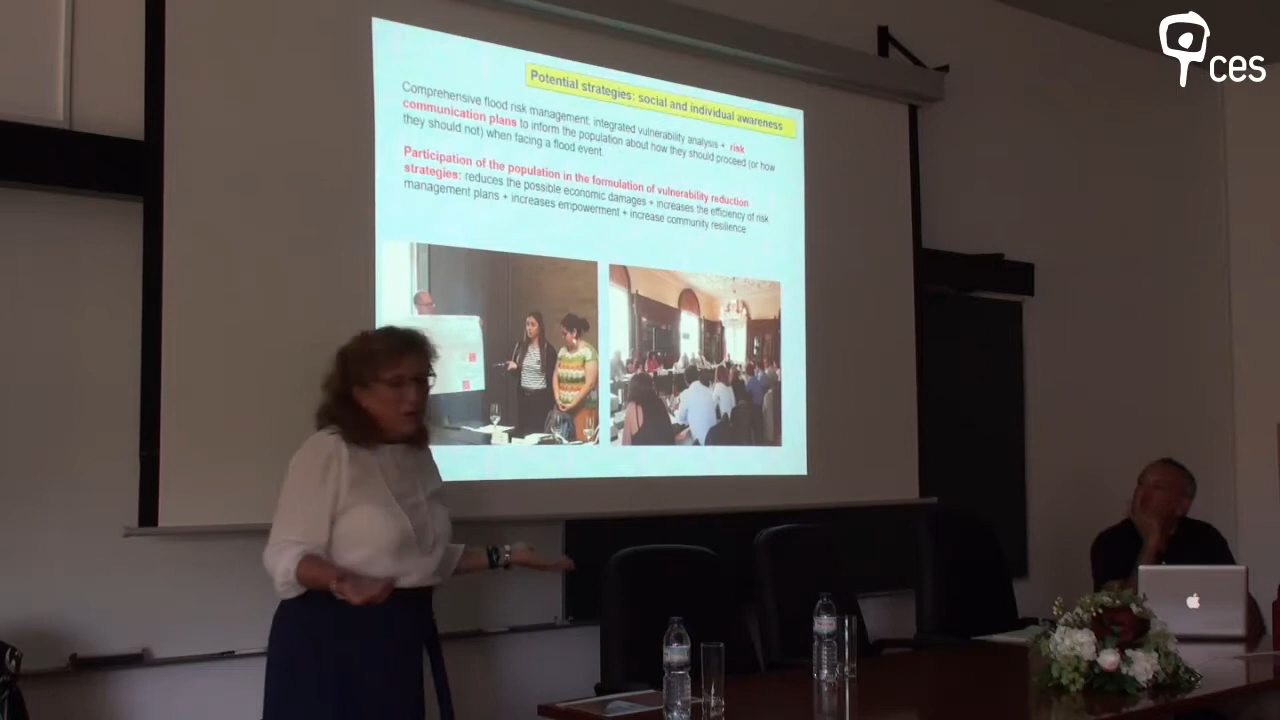 ces
Potential strategies: social and individual awareness
Comprehensive flood risk management: integrated vulnerability analysis + risk
communication plans to inform the population about how they should proceed (or how
they should not) when facing a flood event.
Participation of the population in the formulation of vulnerability reduction
strategies: reduces the possible economic damages + increases the efficiency of risk
management plans + increases empowerment + increase community resilience